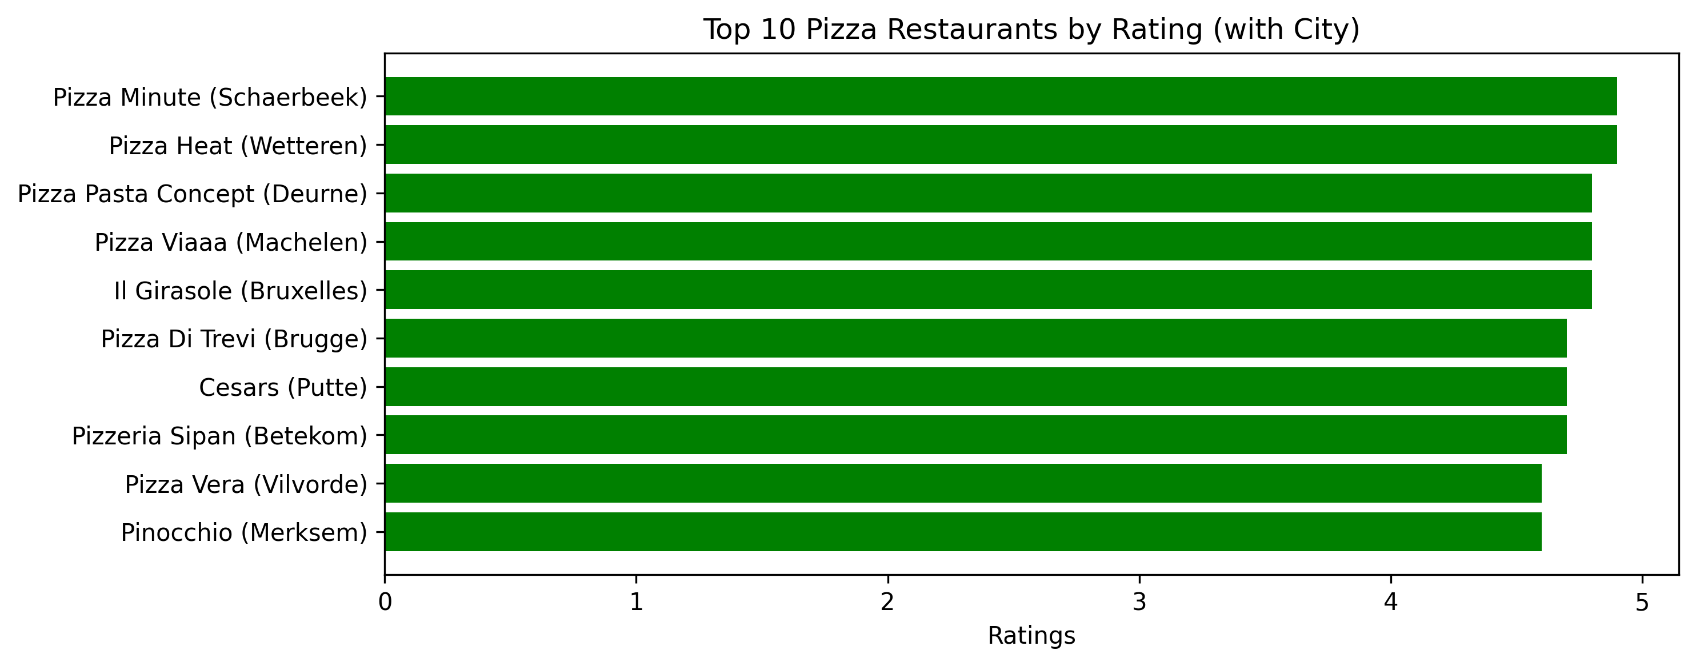 Top 10 Pizza Restaurants by Rating (with City)
Pizza Minute (Schaerbeek)
Pizza Heat (Wetteren)
Pizza Pasta Concept (Deurne)
Pizza Viaaa (Machelen)
Il Girasole (Bruxelles)
Pizza Di Trevi (Brugge)
Cesars (Putte)
Pizzeria Sipan (Betekom)
Pizza Vera (Vilvorde)
Pinocchio (Merksem)
0 1 2 3 4 5
Ratings